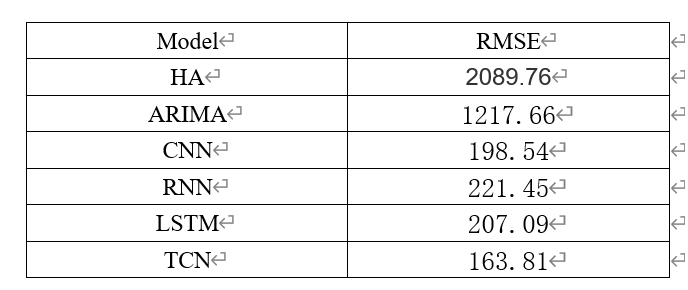 Model RMSE
HA 2089.76
ARIMA 1217.66
CNN 198.54
RNN 221.45
LSTM 207.09
TCN 163.81